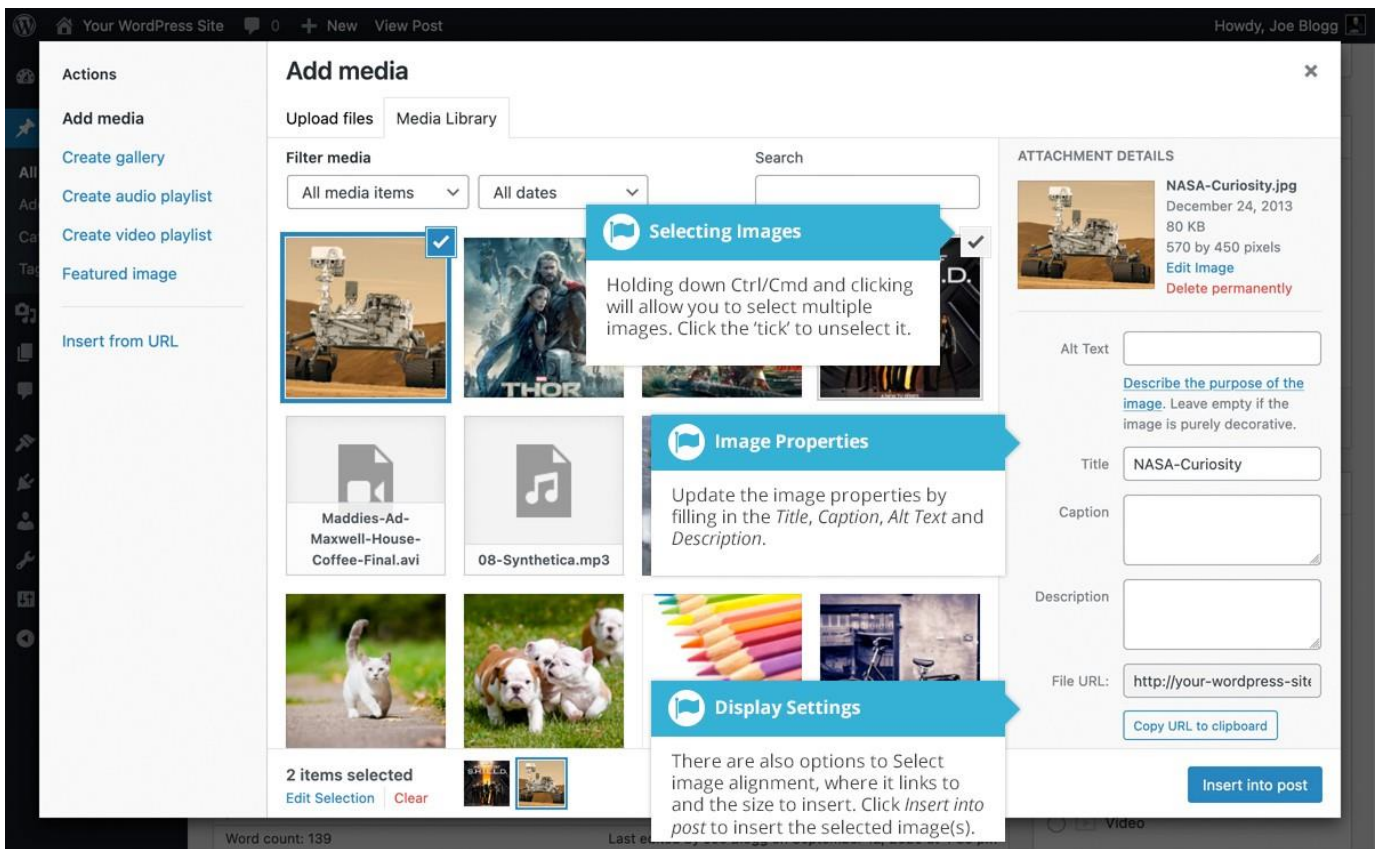 Your WordPress Site 0 New View Post Howdy, Joe Blogg
Actions
Add media
Create gallery
Create audio playlist
Create video playlist
Featured image
Insert from URL
Add media
Upload files Media Library
Filter media Search
All media items All dates
Selecting Images
Holding down Ctrl/Cmd and clicking
will allow you to select multiple
images. Click the ‘tick’ to unselect it.
MARVEL
THOR
.D.
Maddies-Ad-
Maxwell-House-
Coffee-Final.avi
08-Synthetica.mp3
Image Properties
Update the image properties by
filling in the Title, Caption, Alt Text and
Description.
Display Settings
There are also options to Select
image alignment, where it links to
and the size to insert. Click Insert into
post to insert the selected image(s).
ATTACHMENT DETAILS
NASA-Curiosity.jpg
December 24, 2013
80 KB
570 by 450 pixels
Edit Image
Delete permanently
Alt Text
Describe the purpose of the
image. Leave empty if the
image is purely decorative.
Title NASA-Curiosity
Caption
Description
File URL: http://your-wordpress-site
Copy URL to clipboard
2 items selected
Edit Selection Clear
S.H.I.E.L.D.
Insert into post
All
Word count: 139
Video